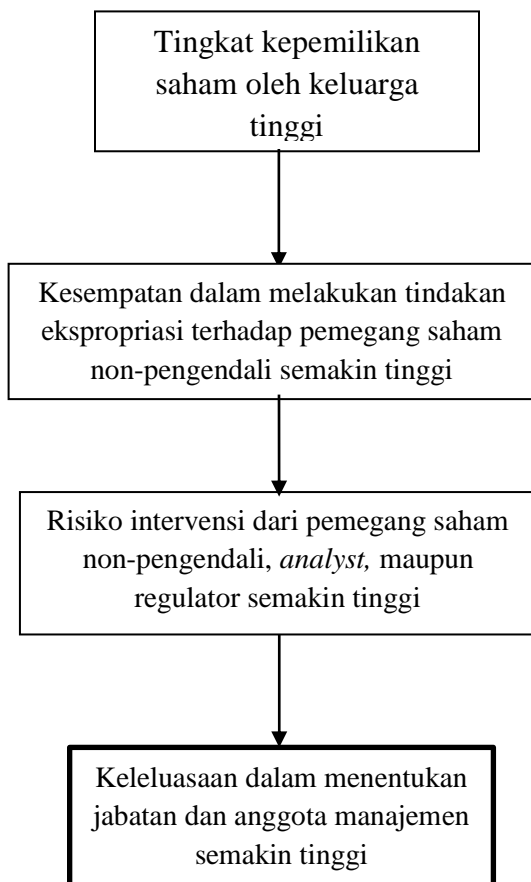 Tingkat kepemilikan
saham oleh keluarga
tinggi
Kesempatan dalam melakukan tindakan
ekspropriasi terhadap pemegang saham
non-pengendali semakin tinggi
Risiko intervensi dari pemegang saham
non-pengendali, analyst, maupun
regulator semakin tinggi
Keleluasaan dalam menentukan
jabatan dan anggota manajemen
semakin tinggi